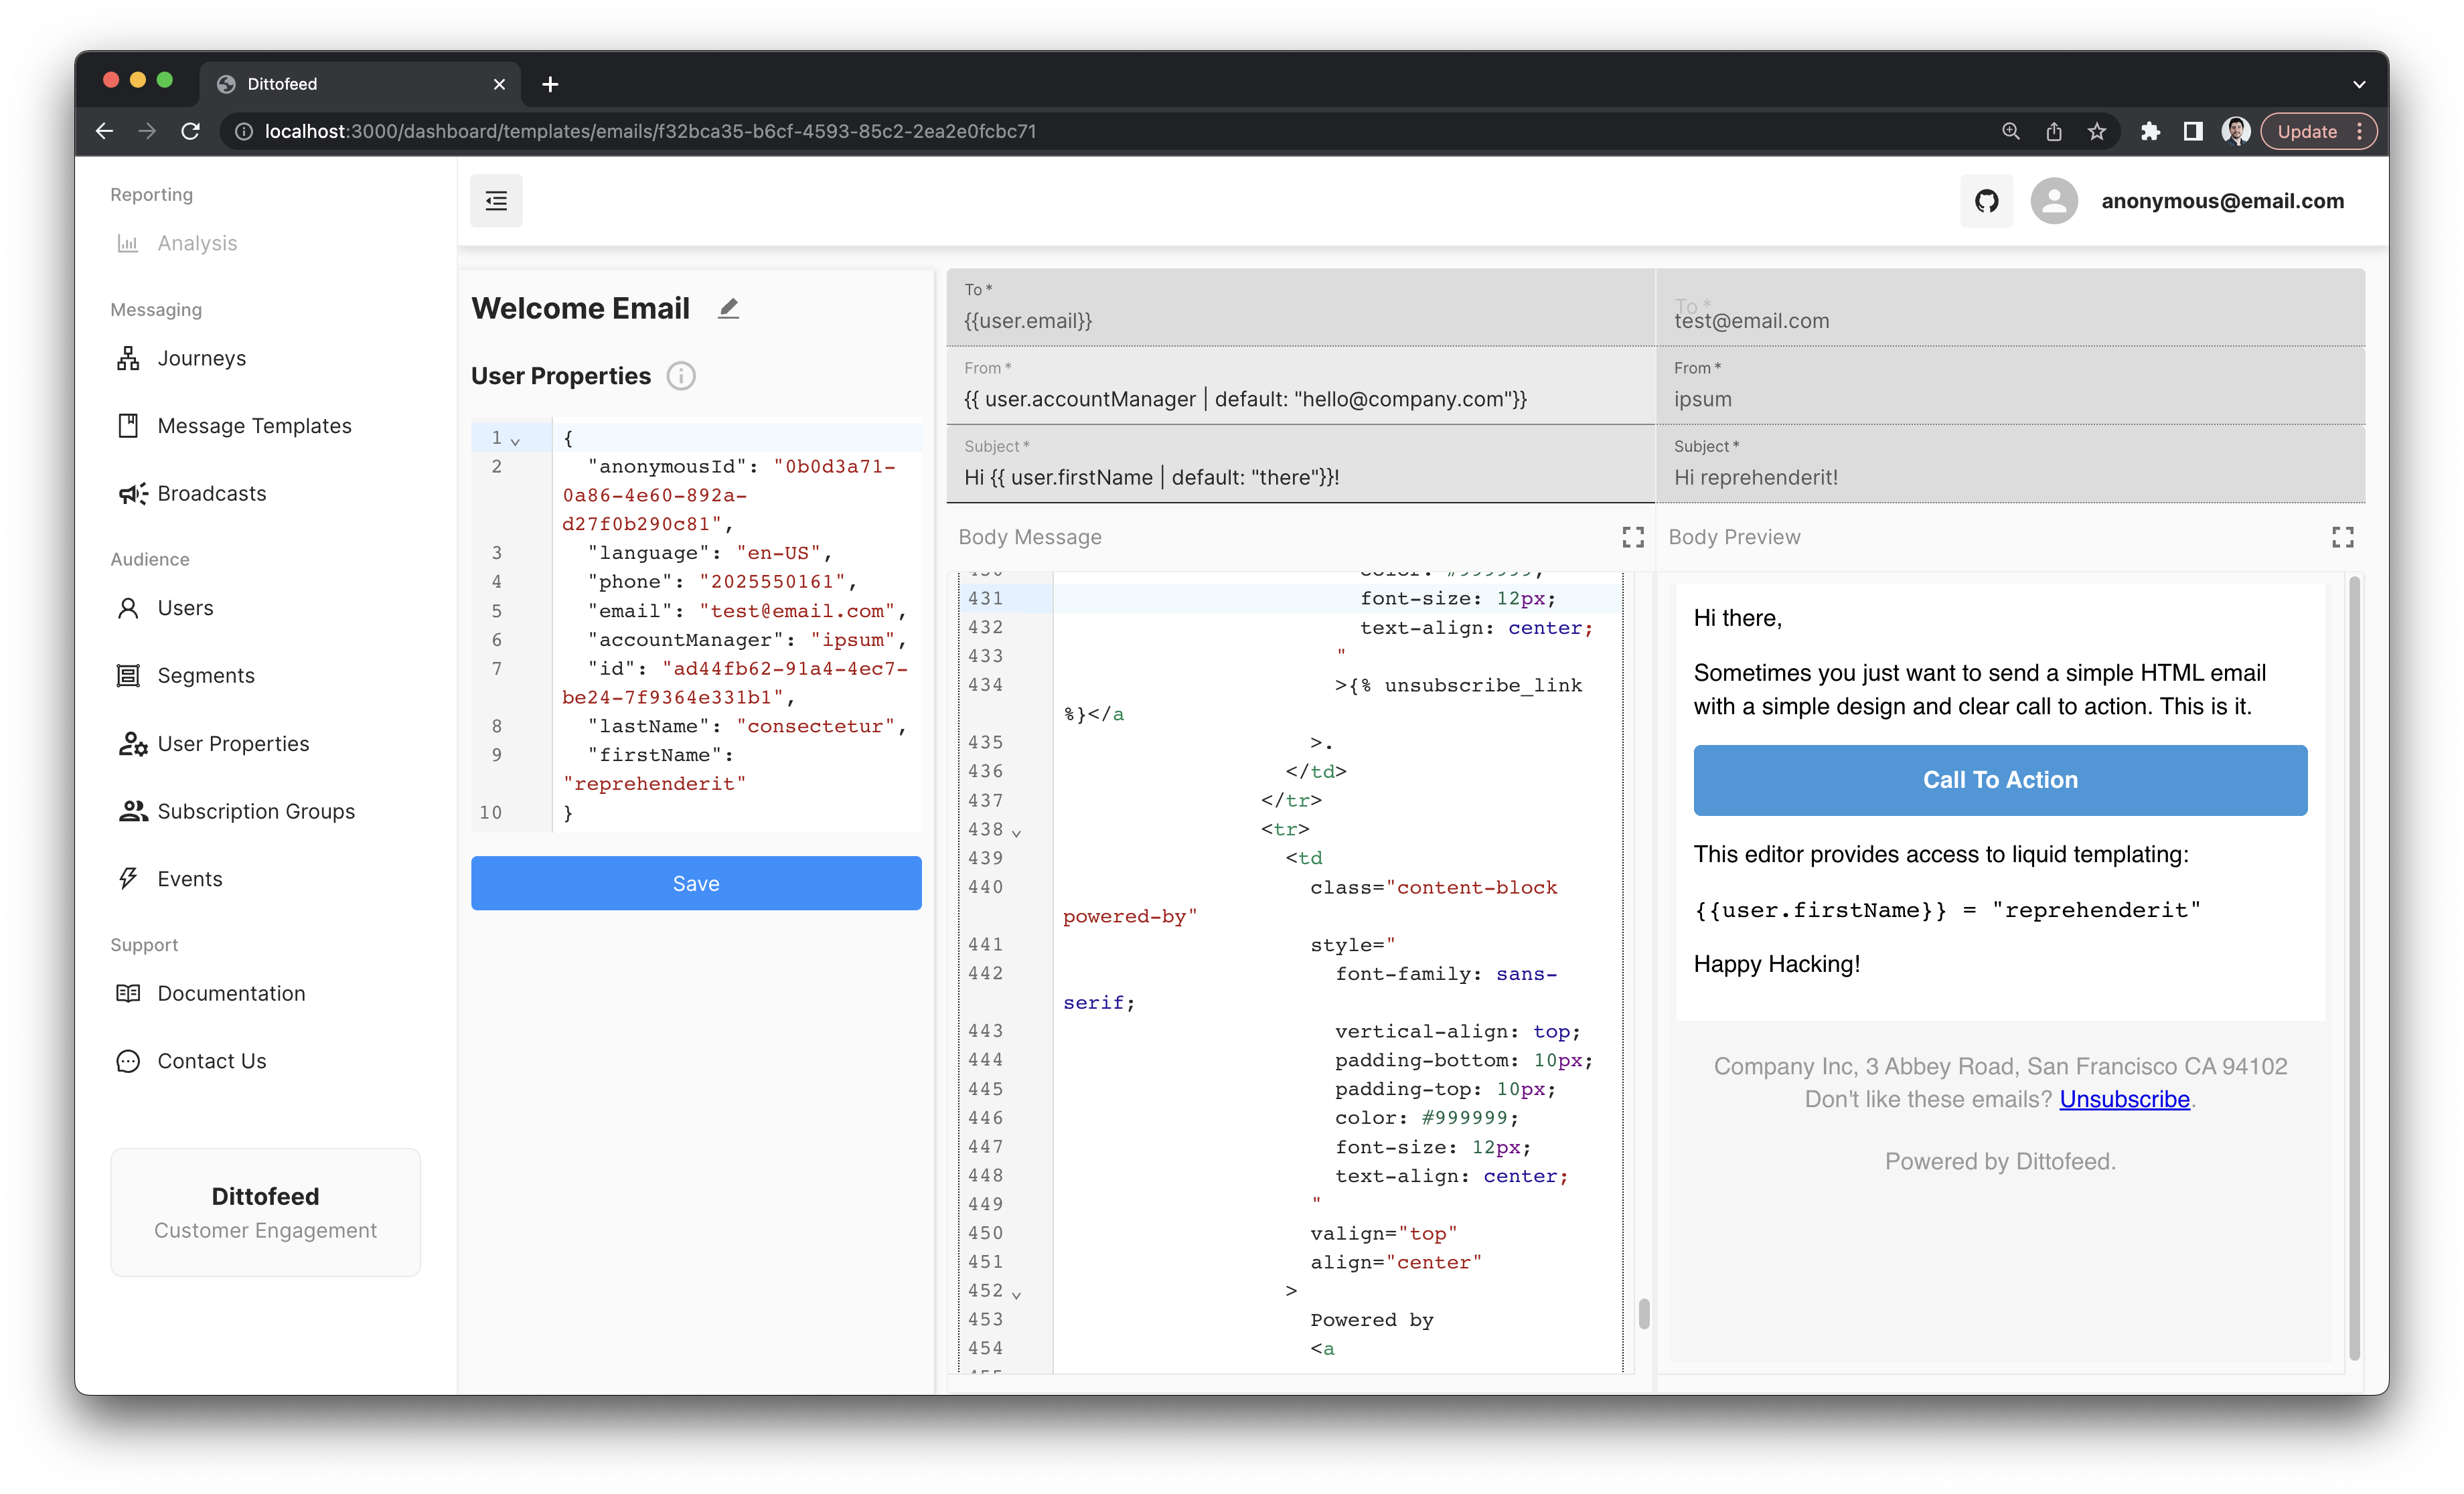 Dittofeed
localhost:3000/dashboard/templates/emails/f32bca35-b6cf-4593-85c2-2ea2e0fcbc71
Update
Reporting
Analysis
Messaging
Journeys
Message Templates
Broadcasts
Audience
Users
Segments
User Properties
Subscription Groups
Events
Support
Documentation
Contact Us
Dittofeed
Customer Engagement
anonymous@email.com
Welcome Email
User Properties
1 {
2 "anonymousId": "0b0d3a71-
0a86-4e60-892a-
d27f0b290c81",
3 "language": "en-US",
4 "phone": "2025550161",
5 "email": "test@email.com",
6 "accountManager": "ipsum",
7 "id": "ad44fb62-91a4-4ec7-
be24-7f9364e331b1",
8 "lastName": "consectetur",
9 "firstName":
"reprehenderit"
10 }
Save
To *
{{user.email}}
From *
{{ user.accountManager | default: "hello@company.com"}}
Subject *
Hi {{ user.firstName | default: "there"}}!
Body Message
430 color: #999999;
431 font-size: 12px;
432 text-align: center;
433 "
434 >{% unsubscribe_link
%}</a
435 >.
436 </td>
437 </tr>
438 <tr>
439 <td
440 class="content-block
powered-by"
441 style="
442 font-family: sans-
serif;
443 vertical-align: top;
444 padding-bottom: 10px;
445 padding-top: 10px;
446 color: #999999;
447 font-size: 12px;
448 text-align: center;
449 "
450 valign="top"
451 align="center"
452 >
453 Powered by
454 <a
To *
test@email.com
From *
ipsum
Subject *
Hi reprehenderit!
Body Preview
Hi there,
Sometimes you just want to send a simple HTML email
with a simple design and clear call to action. This is it.
Call To Action
This editor provides access to liquid templating:
{{user.firstName}} = "reprehenderit"
Happy Hacking!
Company Inc, 3 Abbey Road, San Francisco CA 94102
Don't like these emails? Unsubscribe.
Powered by Dittofeed.